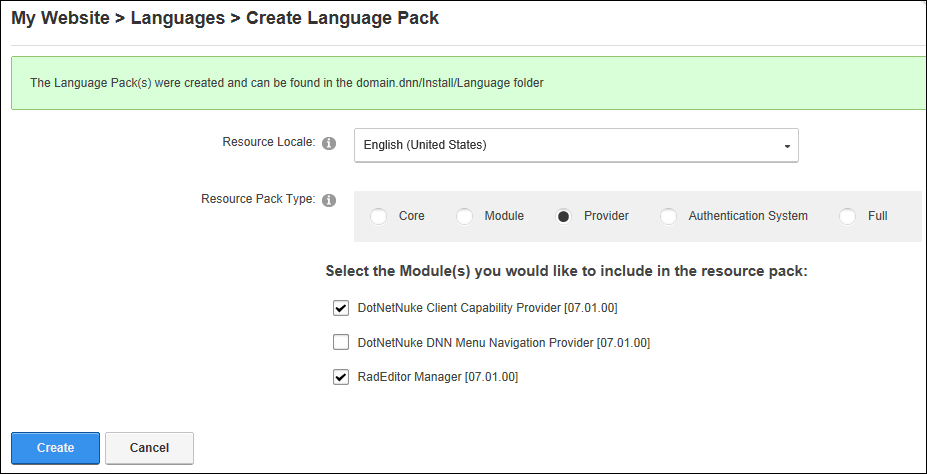 My Website > Languages > Create Language Pack
The Language Pack(s) were created and can be found in the domain.dnn/Install/Language folder
Resource Locale:
English (United States)
Resource Pack Type:
Core Module Provider Authentication System Full
Select the Module(s) you would like to include in the resource pack:
DotNetNuke Client Capability Provider [07.01.00]
DotNetNuke DNN Menu Navigation Provider [07.01.00]
RadEditor Manager [07.01.00]
Create Cancel